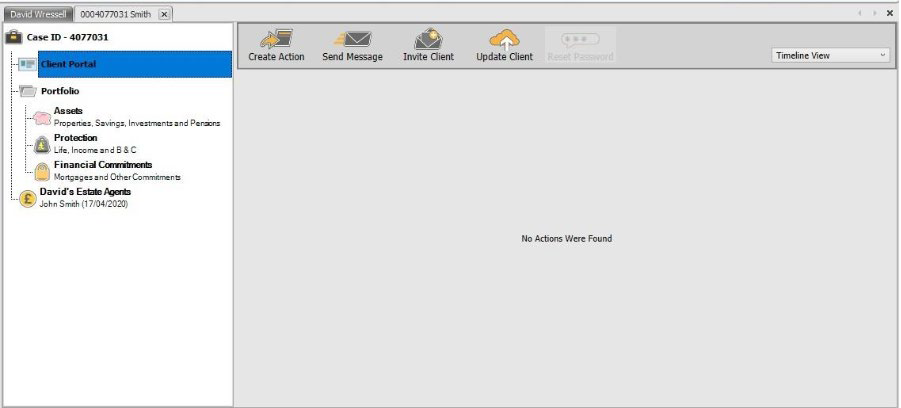 David Wressell
0004077031 Smith
Case ID - 4077031
Client Portal
Portfolio
Assets
Properties, Savings, Investments and Pensions
Protection
Life, Income and B & C
Financial Commitments
Mortgages and Other Commitments
David's Estate Agents
John Smith (17/04/2020)
Create Action
Send Message
Invite Client
Update Client
Reset Password
Timeline View
No Actions Were Found